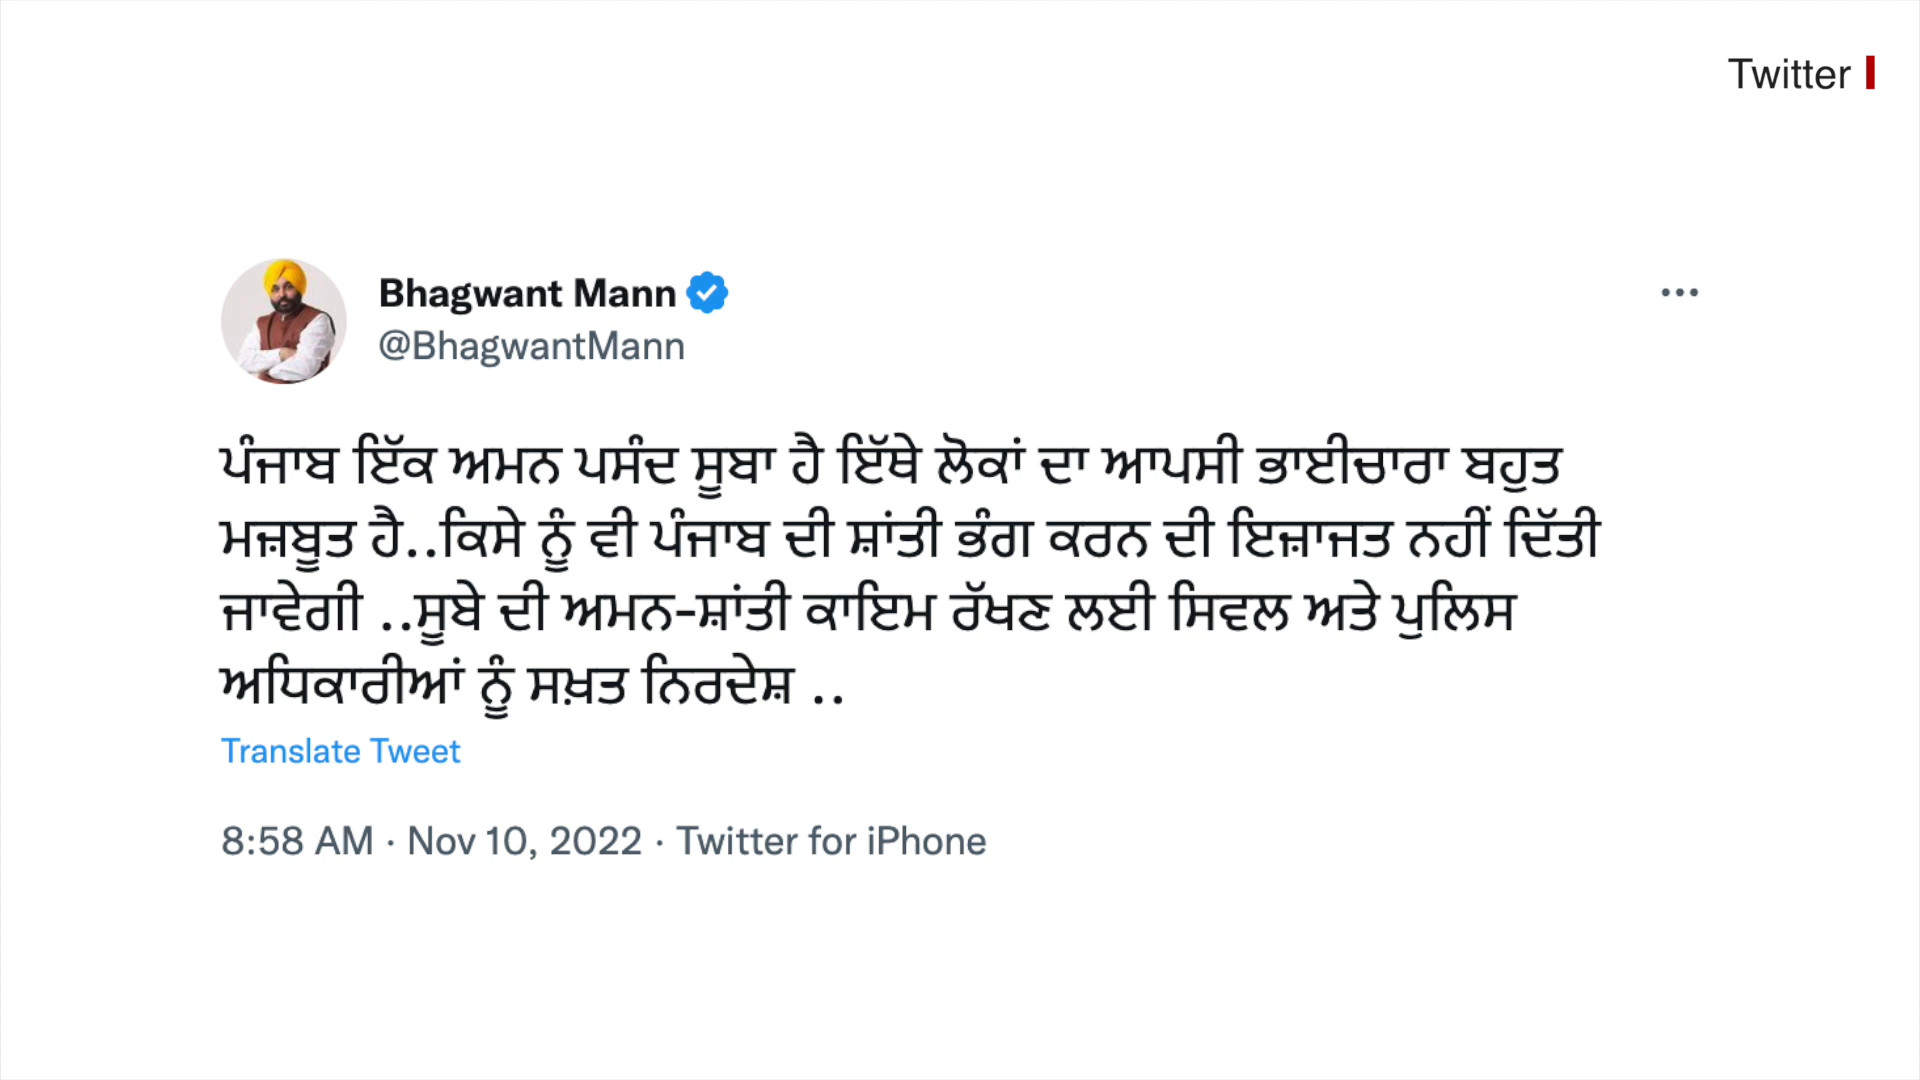 Twitter
Bhagwant Mann
@BhagwantMann
ਪੰਜਾਬ ਇੱਕ ਅਮਨ ਪਸੰਦ ਸੂਬਾ ਹੈ ਇੱਥੇ ਲੋਕਾਂ ਦਾ ਆਪਸੀ ਭਾਈਚਾਰਾ ਬਹੁਤ
ਮਜ਼ਬੂਤ ਹੈ..ਕਿਸੇ ਨੂੰ ਵੀ ਪੰਜਾਬ ਦੀ ਸ਼ਾਂਤੀ ਭੰਗ ਕਰਨ ਦੀ ਇਜ਼ਾਜਤ ਨਹੀਂ ਦਿੱਤੀ
ਜਾਵੇਗੀ ..ਸੂਬੇ ਦੀ ਅਮਨ-ਸ਼ਾਂਤੀ ਕਾਇਮ ਰੱਖਣ ਲਈ ਸਿਵਲ ਅਤੇ ਪੁਲਿਸ
ਅਧਿਕਾਰੀਆਂ ਨੂੰ ਸਖ਼ਤ ਨਿਰਦੇਸ਼ ..
Translate Tweet
8:58 AM · Nov 10, 2022 · Twitter for iPhone